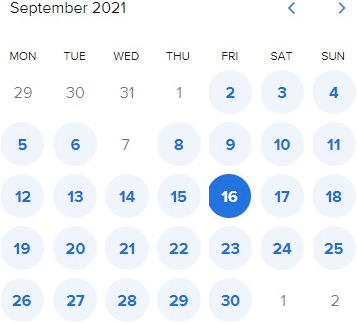 September 2021
MON TUE WED THU FRI SAT SUN
29 30 31 1 2 3 4
5 6 7 8 9 10 11
12 13 14 15 16 17 18
19 20 21 22 23 24 25
26 27 28 29 30 1 2